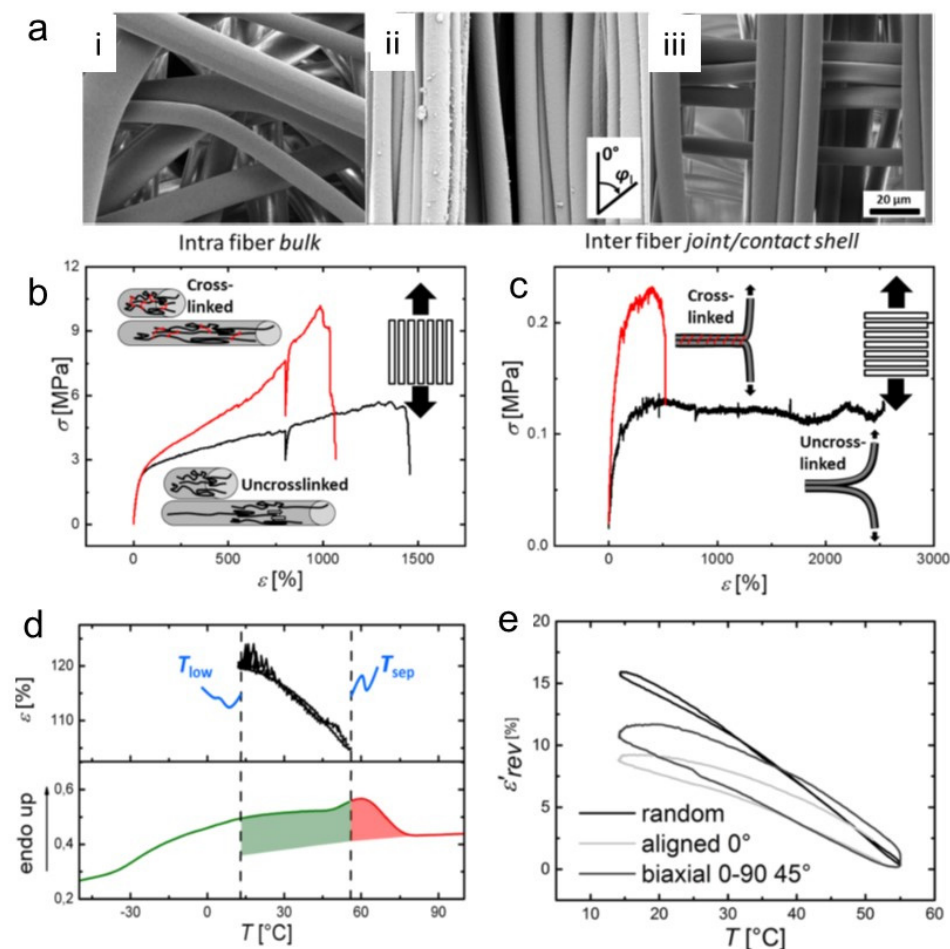 a
i
ii
iii
0°
φi
20 µm
Intra fiber bulk
Inter fiber joint/contact shell
b
12
9
6
3
0
σ [MPa]
Cross-
linked
Uncrosslinked
0
500
1000
1500
ε [%]
c
0.2
0.1
0.0
σ [MPa]
Cross-
linked
Uncross-
linked
0
1000
2000
3000
ε [%]
d
120
110
ε [%]
Tlow
Tsep
0,6
0,4
0,2
endo up
-30
0
30
60
90
T [°C]
e
20
15
10
5
0
ε'rev[%]
random
aligned 0°
biaxial 0-90 45°
10
20
30
40
50
60
T [°C]